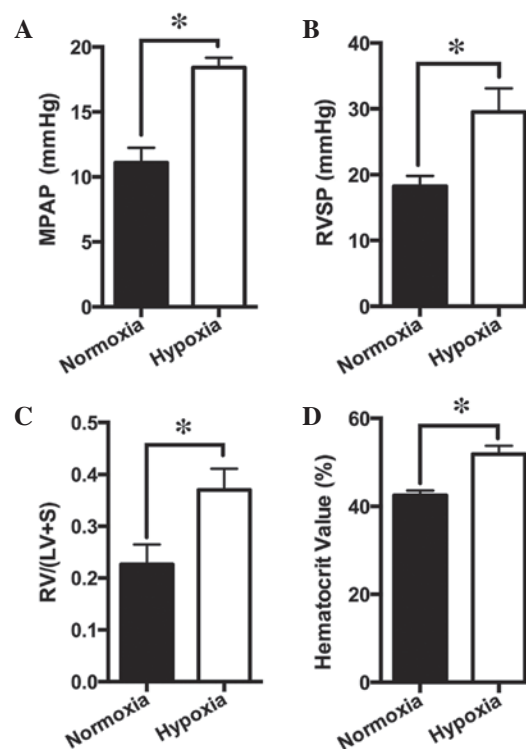 A
MPAP (mmHg)
20
15
10
5
0
*
Normoxia
Hypoxia
B
RVSP (mmHg)
40
30
20
10
0
*
Normoxia
Hypoxia
C
RV/(LV+S)
0.5
0.4
0.3
0.2
0.1
0.0
*
Normoxia
Hypoxia
D
Hematocrit Value (%)
60
40
20
0
*
Normoxia
Hypoxia